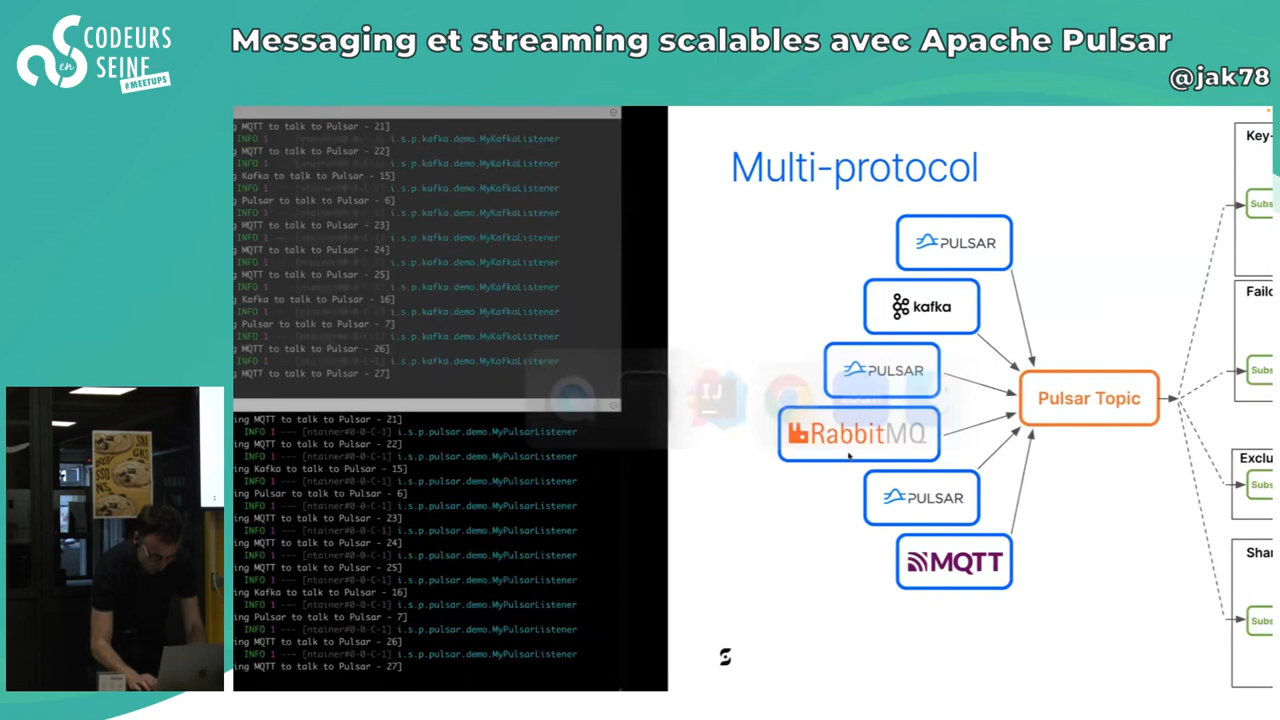 CODEURS
en
SEINE
#MEETUPS
Messaging et streaming scalables avec Apache Pulsar
@jak78
g MQTT to talk to Pulsar - 21]
INFO 1 i.s.p.kafka.demo.MyKafkaListener
g MQTT to talk to Pulsar - 22]
INFO 1 i.s.p.kafka.demo.MyKafkaListener
g Kafka to talk to Pulsar - 15]
INFO 1 i.s.p.kafka.demo.MyKafkaListener
g Pulsar to talk to Pulsar - 6]
INFO 1 i.s.p.kafka.demo.MyKafkaListener
g MQTT to talk to Pulsar - 23]
INFO 1 i.s.p.kafka.demo.MyKafkaListener
g MQTT to talk to Pulsar - 24]
INFO 1 i.s.p.kafka.demo.MyKafkaListener
g MQTT to talk to Pulsar - 25]
INFO 1 i.s.p.kafka.demo.MyKafkaListener
g Kafka to talk to Pulsar - 16]
INFO 1 i.s.p.kafka.demo.MyKafkaListener
g Pulsar to talk to Pulsar - 7]
INFO 1 i.s.p.kafka.demo.MyKafkaListener
g MQTT to talk to Pulsar - 26]
INFO 1 i.s.p.kafka.demo.MyKafkaListener
g MQTT to talk to Pulsar - 27]
ing MQTT to talk to Pulsar - 21]
INFO 1 --- [ntainer#0-0-C-1] i.s.p.pulsar.demo.MyPulsarListener
ing MQTT to talk to Pulsar - 22]
INFO 1 --- [ntainer#0-0-C-1] i.s.p.pulsar.demo.MyPulsarListener
ing Kafka to talk to Pulsar - 15]
INFO 1 --- [ntainer#0-0-C-1] i.s.p.pulsar.demo.MyPulsarListener
ing Pulsar to talk to Pulsar - 6]
INFO 1 --- [ntainer#0-0-C-1] i.s.p.pulsar.demo.MyPulsarListener
ing MQTT to talk to Pulsar - 23]
INFO 1 --- [ntainer#0-0-C-1] i.s.p.pulsar.demo.MyPulsarListener
ing MQTT to talk to Pulsar - 24]
INFO 1 --- [ntainer#0-0-C-1] i.s.p.pulsar.demo.MyPulsarListener
ing MQTT to talk to Pulsar - 25]
INFO 1 --- [ntainer#0-0-C-1] i.s.p.pulsar.demo.MyPulsarListener
ing Kafka to talk to Pulsar - 16]
INFO 1 --- [ntainer#0-0-C-1] i.s.p.pulsar.demo.MyPulsarListener
ing Pulsar to talk to Pulsar - 7]
INFO 1 --- [ntainer#0-0-C-1] i.s.p.pulsar.demo.MyPulsarListener
ing MQTT to talk to Pulsar - 26]
INFO 1 --- [ntainer#0-0-C-1] i.s.p.pulsar.demo.MyPulsarListener
ing MQTT to talk to Pulsar - 27]
Multi-protocol
PULSAR
kafka
PULSAR
RabbitMQ
PULSAR
MQTT
Pulsar Topic
Key-
Subs
Failo
Subs
Exclu
Subs
Shar
Subs